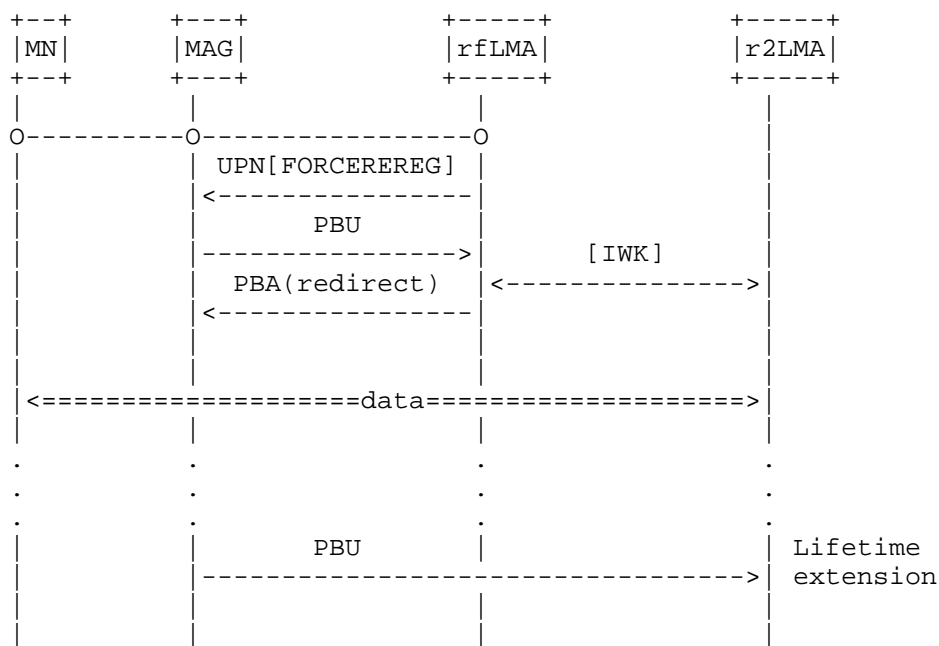 MN MAG rfLMA r2LMA
UPN[FORCEREREG]
PBU
[IWK]
PBA(redirect)
data
PBU Lifetime
extension